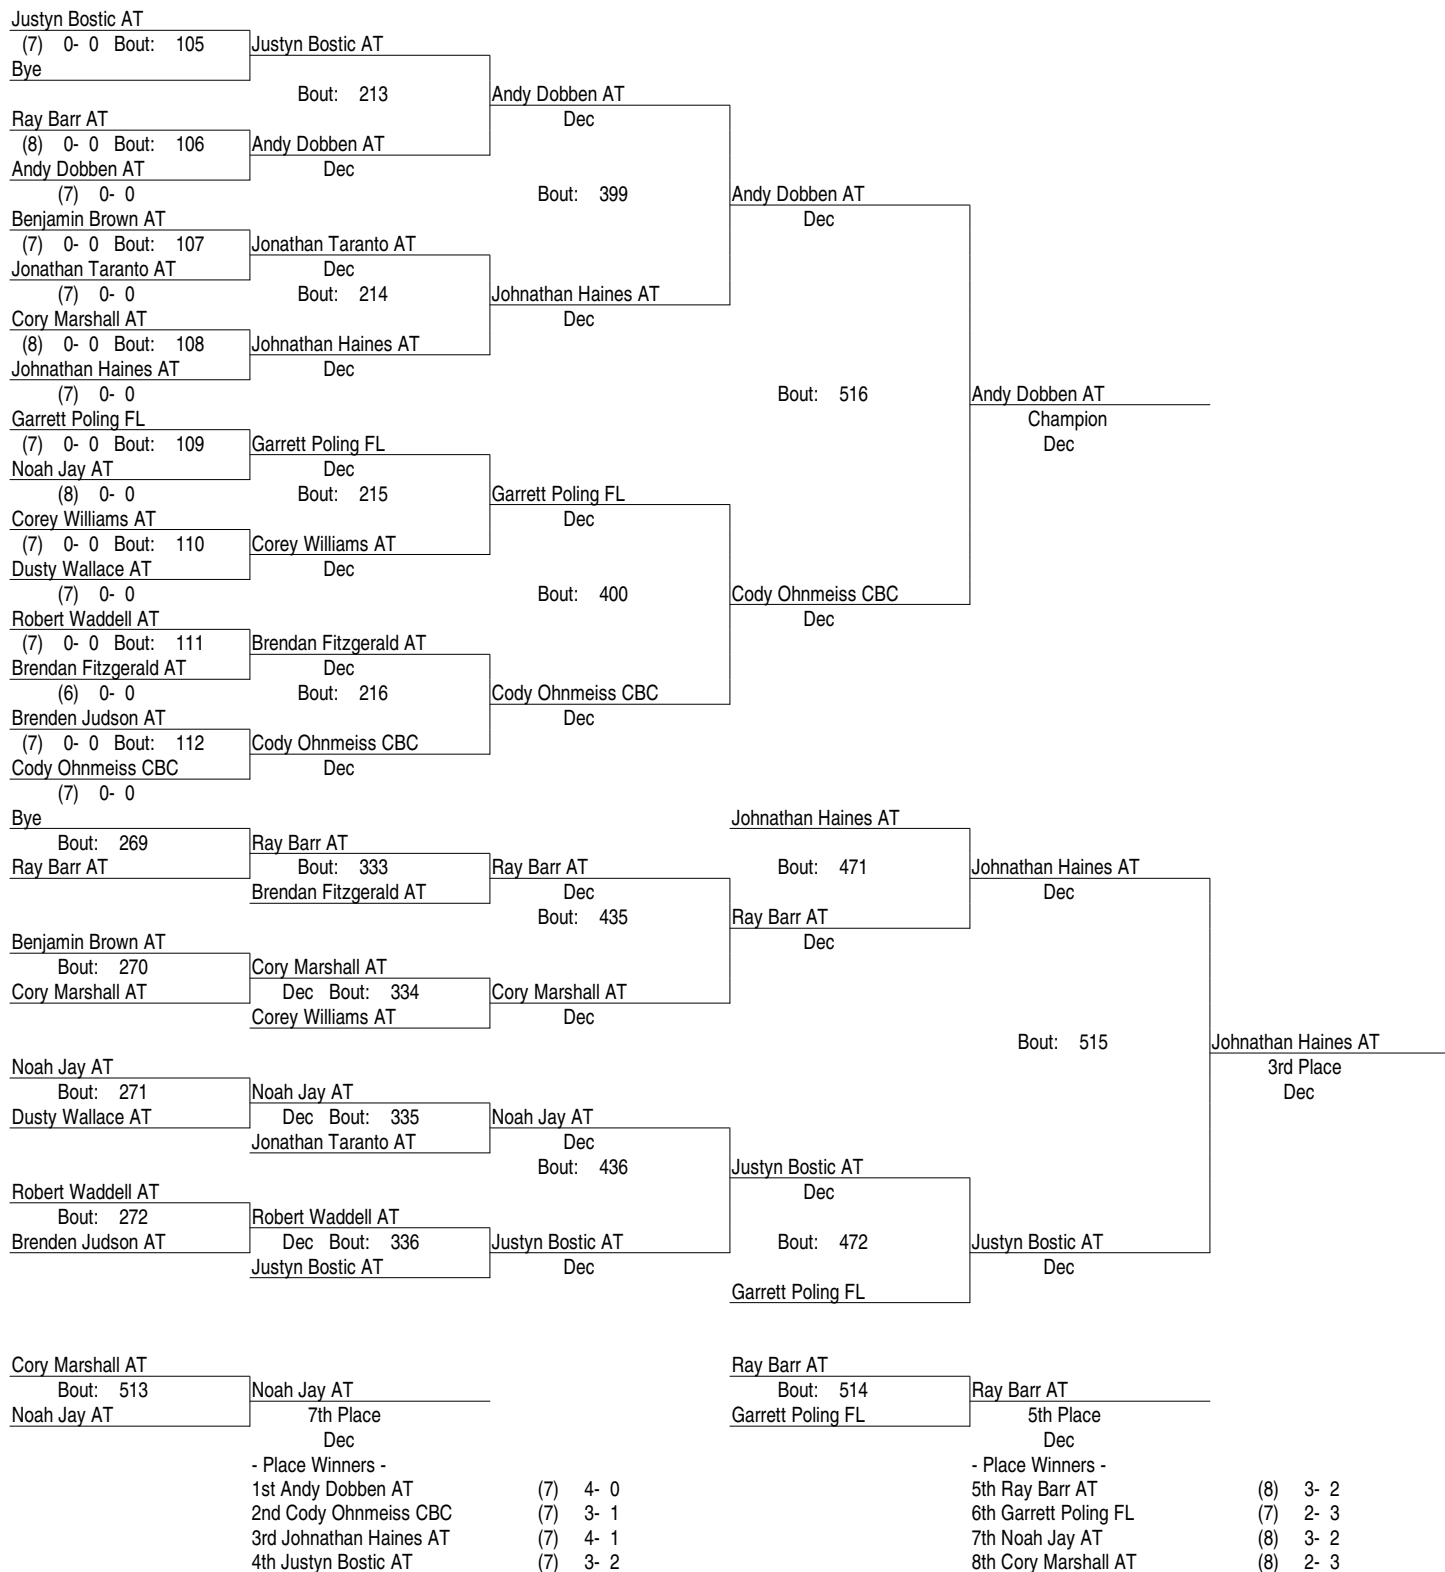 Justyn Bostic AT
(7) 0- 0 Bout: 105 Justyn Bostic AT
Bye
Bout: 213 Andy Dobben AT
Ray Barr AT Dec
(8) 0- 0 Bout: 106 Andy Dobben AT
Andy Dobben AT Dec
(7) 0- 0 Bout: 399 Andy Dobben AT
Benjamin Brown AT Dec
(7) 0- 0 Bout: 107 Jonathan Taranto AT
Jonathan Taranto AT Dec
(7) 0- 0 Bout: 214 Johnathan Haines AT
Cory Marshall AT Dec
(8) 0- 0 Bout: 108 Johnathan Haines AT
Johnathan Haines AT Dec
(7) 0- 0 Bout: 516 Andy Dobben AT
Garrett Poling FL Champion
(7) 0- 0 Bout: 109 Garrett Poling FL Dec
Noah Jay AT Dec
(8) 0- 0 Bout: 215 Garrett Poling FL
Corey Williams AT Dec
(7) 0- 0 Bout: 110 Corey Williams AT
Dusty Wallace AT Dec
(7) 0- 0 Bout: 400 Cody Ohnmeiss CBC
Robert Waddell AT Dec
(7) 0- 0 Bout: 111 Brendan Fitzgerald AT
Brendan Fitzgerald AT Dec
(6) 0- 0 Bout: 216 Cody Ohnmeiss CBC
Brenden Judson AT Dec
(7) 0- 0 Bout: 112 Cody Ohnmeiss CBC
Cody Ohnmeiss CBC Dec
(7) 0- 0
Bye Johnathan Haines AT
Bout: 269 Ray Barr AT
Ray Barr AT Bout: 333 Ray Barr AT Bout: 471 Johnathan Haines AT
Brendan Fitzgerald AT Dec Dec
Bout: 435 Ray Barr AT
Benjamin Brown AT Dec
Bout: 270 Cory Marshall AT
Cory Marshall AT Dec Bout: 334 Cory Marshall AT
Corey Williams AT Dec
Bout: 515 Johnathan Haines AT
Noah Jay AT 3rd Place
Bout: 271 Noah Jay AT Dec
Dusty Wallace AT Dec Bout: 335 Noah Jay AT
Jonathan Taranto AT Dec
Bout: 436 Justyn Bostic AT
Robert Waddell AT Dec
Bout: 272 Robert Waddell AT
Brenden Judson AT Dec Bout: 336 Justyn Bostic AT Bout: 472 Justyn Bostic AT
Justyn Bostic AT Dec Dec
Garrett Poling FL
Cory Marshall AT Ray Barr AT
Bout: 513 Noah Jay AT Bout: 514 Ray Barr AT
Noah Jay AT 7th Place Garrett Poling FL 5th Place
Dec Dec
- Place Winners - - Place Winners -
1st Andy Dobben AT (7) 4- 0 5th Ray Barr AT (8) 3- 2
2nd Cody Ohnmeiss CBC (7) 3- 1 6th Garrett Poling FL (7) 2- 3
3rd Johnathan Haines AT (7) 4- 1 7th Noah Jay AT (8) 3- 2
4th Justyn Bostic AT (7) 3- 2 8th Cory Marshall AT (8) 2- 3